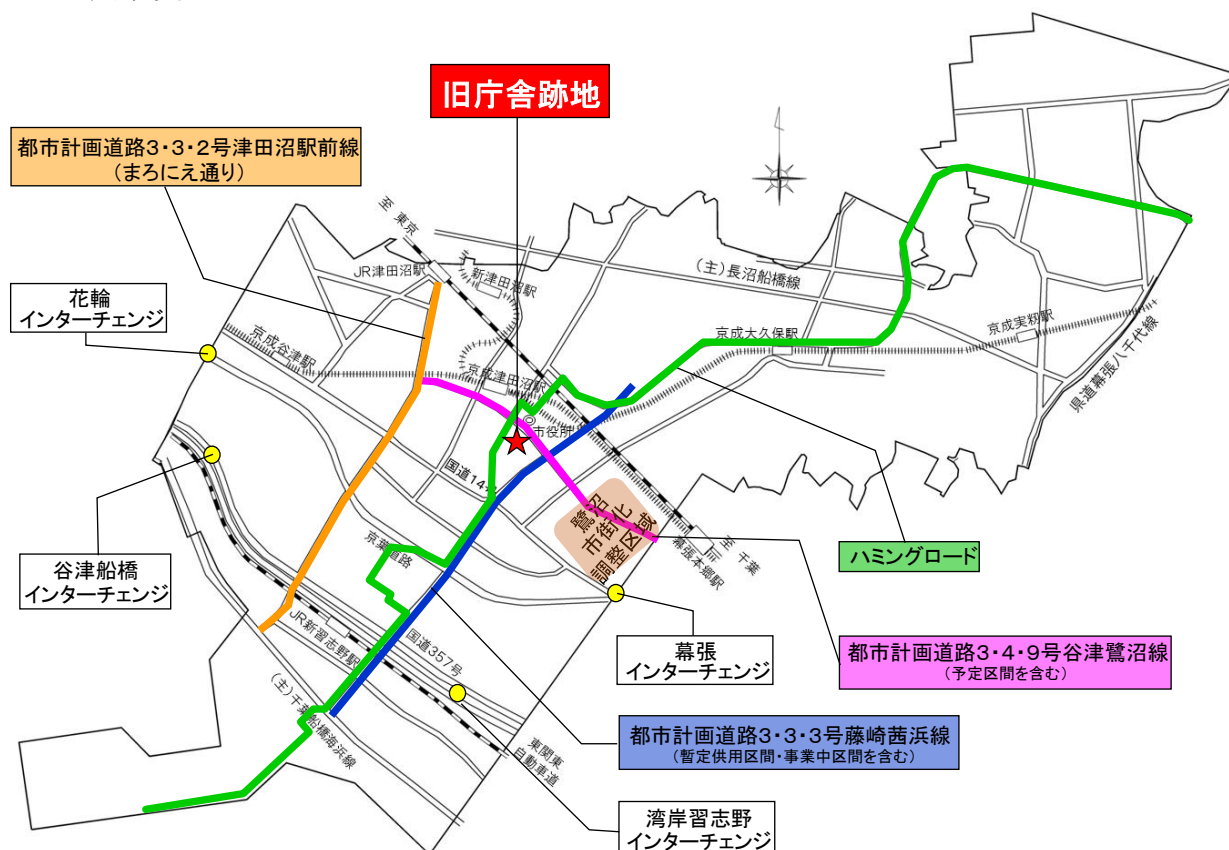 旧庁舎跡地
都市計画道路3・3・2号津田沼駅前線
(まろにえ通り)
至 東京
JR津田沼駅
新津田沼駅
(主)長沼船橋線
花輪
インターチェンジ
京成谷津駅
京成津田沼駅
京成大久保駅
京成実籾駅
県道幕張八千代線
市役所
国道14号
鷺沼
市街化
調整区域
幕張本郷駅
至 千葉
京葉道路
ハミングロード
谷津船橋
インターチェンジ
JR新習志野駅
国道357号
幕張
インターチェンジ
都市計画道路3・4・9号谷津鷺沼線
(予定区間を含む)
(主)千葉船橋海浜線
東関東
自動車道
都市計画道路3・3・3号藤崎茜浜線
(暫定供用区間・事業中区間を含む)
湾岸習志野
インターチェンジ